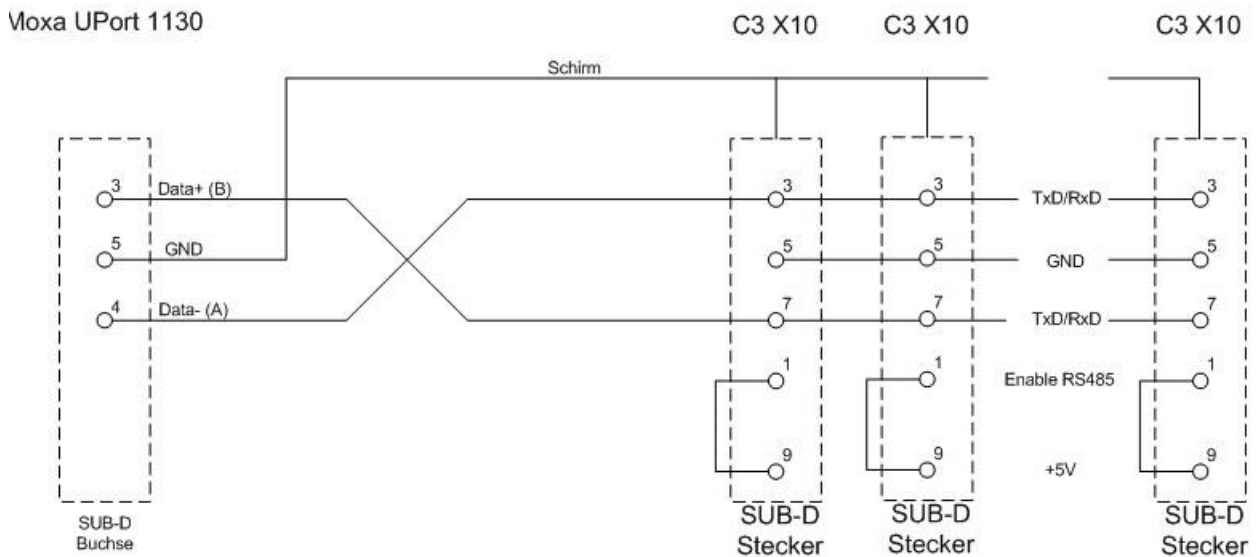 Moxa UPort 1130
C3 X10
C3 X10
C3 X10
Schirm
3
Data+ (B)
3
3
TxD/RxD
3
5
GND
5
5
GND
5
4
Data- (A)
7
7
TxD/RxD
7
1
1
Enable RS485
1
9
9
+5V
9
SUB-D
Buchse
SUB-D
Stecker
SUB-D
Stecker
SUB-D
Stecker